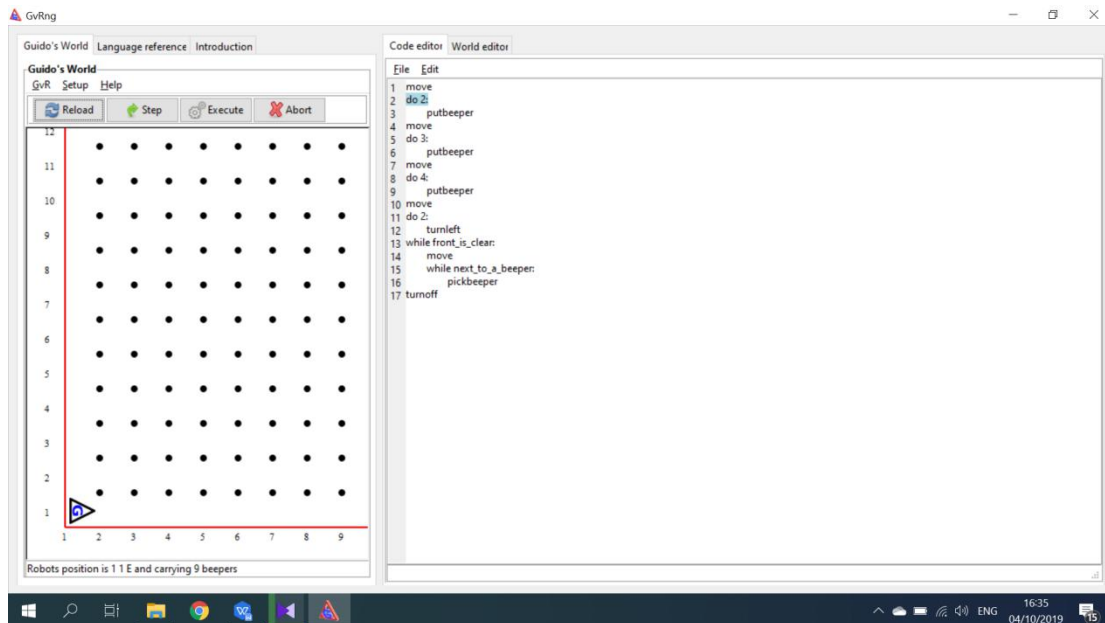 GvRng
Guido's World Language reference Introduction
Guido's World
GvR Setup Help
Reload Step Execute Abort
12
11
10
9
8
7
6
5
4
3
2
1
G
1 2 3 4 5 6 7 8 9
Robots position is 1 1 E and carrying 9 beepers
Code editor World editor
File Edit
1 move
2 do 2:
3 putbeeper
4 move
5 do 3:
6 putbeeper
7 move
8 do 4:
9 putbeeper
10 move
11 do 2:
12 turnleft
13 while front_is_clear:
14 move
15 while next_to_a_beeper:
16 pickbeeper
17 turnoff
ENG
16:35
04/10/2019
15